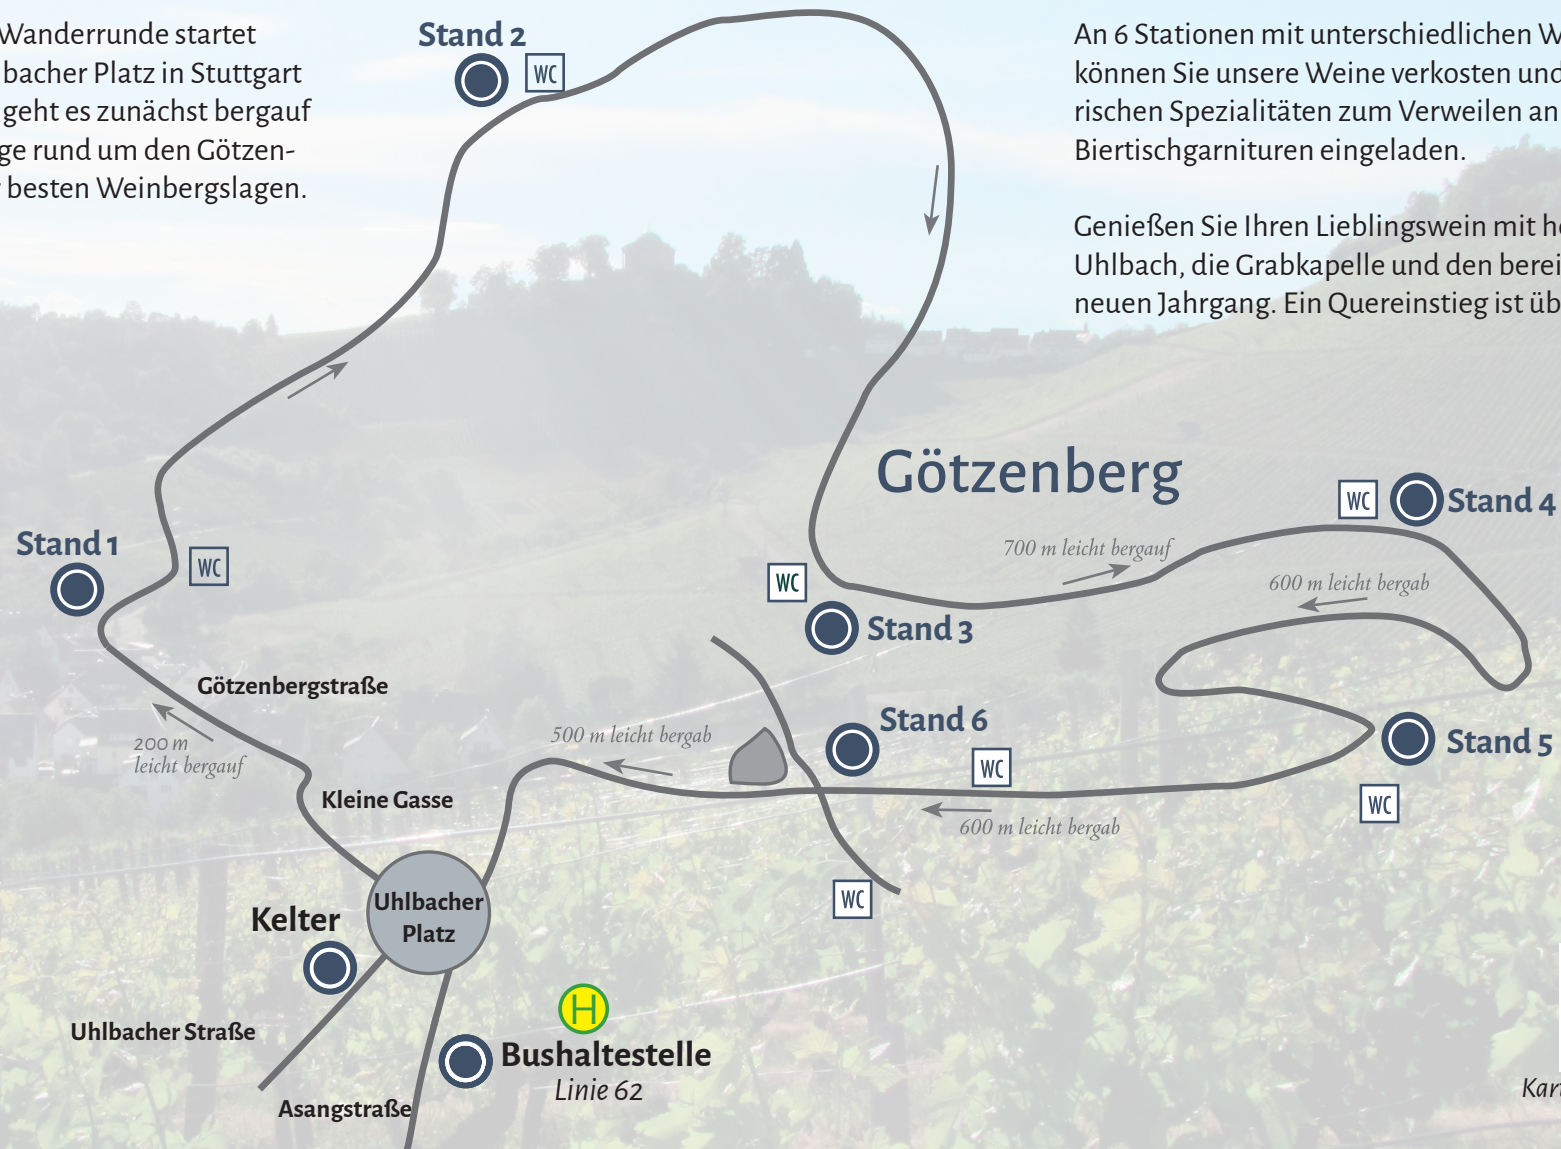 Wanderrunde startet
bacher Platz in Stuttgart
geht es zunächst bergauf
ge rund um den Götzen-
besten Weinbergslagen.
An 6 Stationen mit unterschiedlichen W
können Sie unsere Weine verkosten und
rischen Spezialitäten zum Verweilen an
Biertischgarnituren eingeladen.
Genießen Sie Ihren Lieblingswein mit h
Uhlbach, die Grabkapelle und den berei
neuen Jahrgang. Ein Quereinstieg ist üb
Stand 2
WC
Götzenberg
WC
Stand 4
Stand 1
WC
700 m leicht bergauf
WC
600 m leicht bergab
Stand 3
Götzenbergstraße
Stand 6
500 m leicht bergab
200 m
leicht bergauf
WC
Stand 5
WC
Kleine Gasse
600 m leicht bergab
WC
Uhlbacher
Platz
Kelter
H
Uhlbacher Straße
Bushaltestelle
Linie 62
Asangstraße
Kar